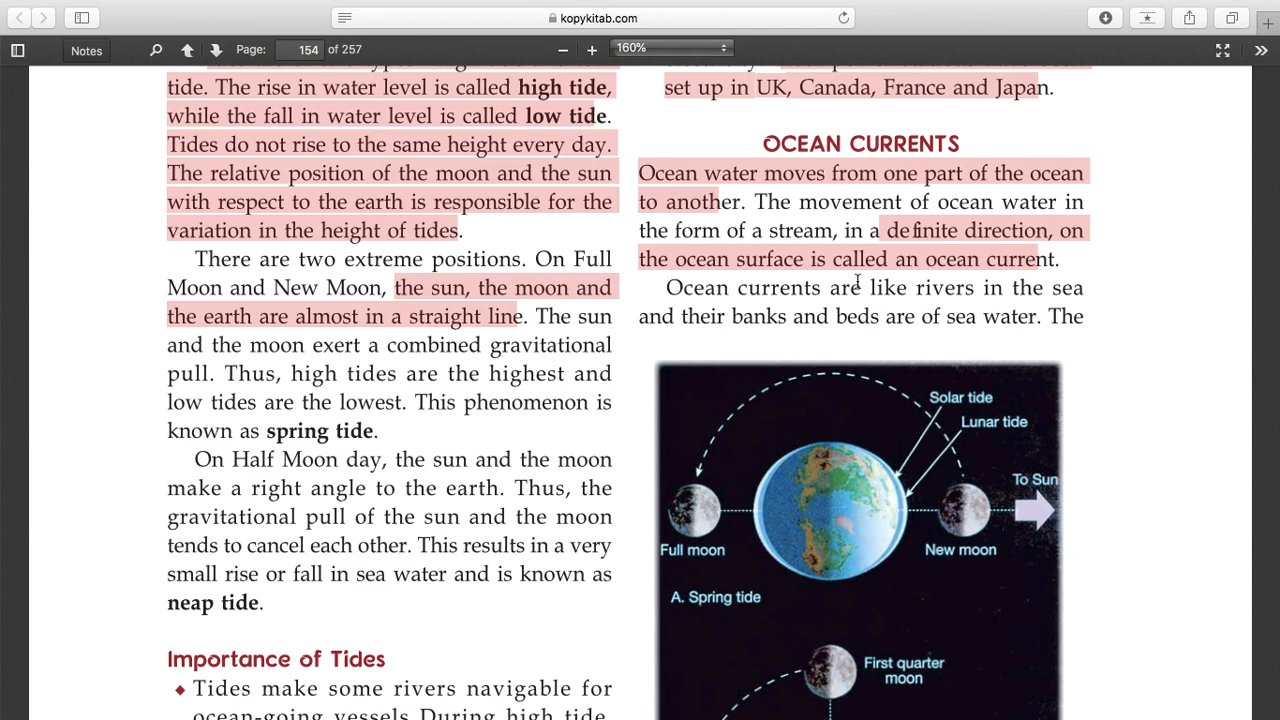 kopykitab.com
Notes
Page:
154
of 257
160%
tide. The rise in water level is called high tide,
while the fall in water level is called low tide.
Tides do not rise to the same height every day.
The relative position of the moon and the sun
with respect to the earth is responsible for the
variation in the height of tides.
There are two extreme positions. On Full
Moon and New Moon, the sun, the moon and
the earth are almost in a straight line. The sun
and the moon exert a combined gravitational
pull. Thus, high tides are the highest and
low tides are the lowest. This phenomenon is
known as spring tide.
On Half Moon day, the sun and the moon
make a right angle to the earth. Thus, the
gravitational pull of the sun and the moon
tends to cancel each other. This results in a very
small rise or fall in sea water and is known as
neap tide.
Importance of Tides
◆ Tides make some rivers navigable for
ocean-going vessels During high tide
set up in UK, Canada, France and Japan.
OCEAN CURRENTS
Ocean water moves from one part of the ocean
to another. The movement of ocean water in
the form of a stream, in a definite direction, on
the ocean surface is called an ocean current.
Ocean currents are like rivers in the sea
and their banks and beds are of sea water. The
Solar tide
Lunar tide
To Sun
Full moon
New moon
A. Spring tide
First quarter
moon